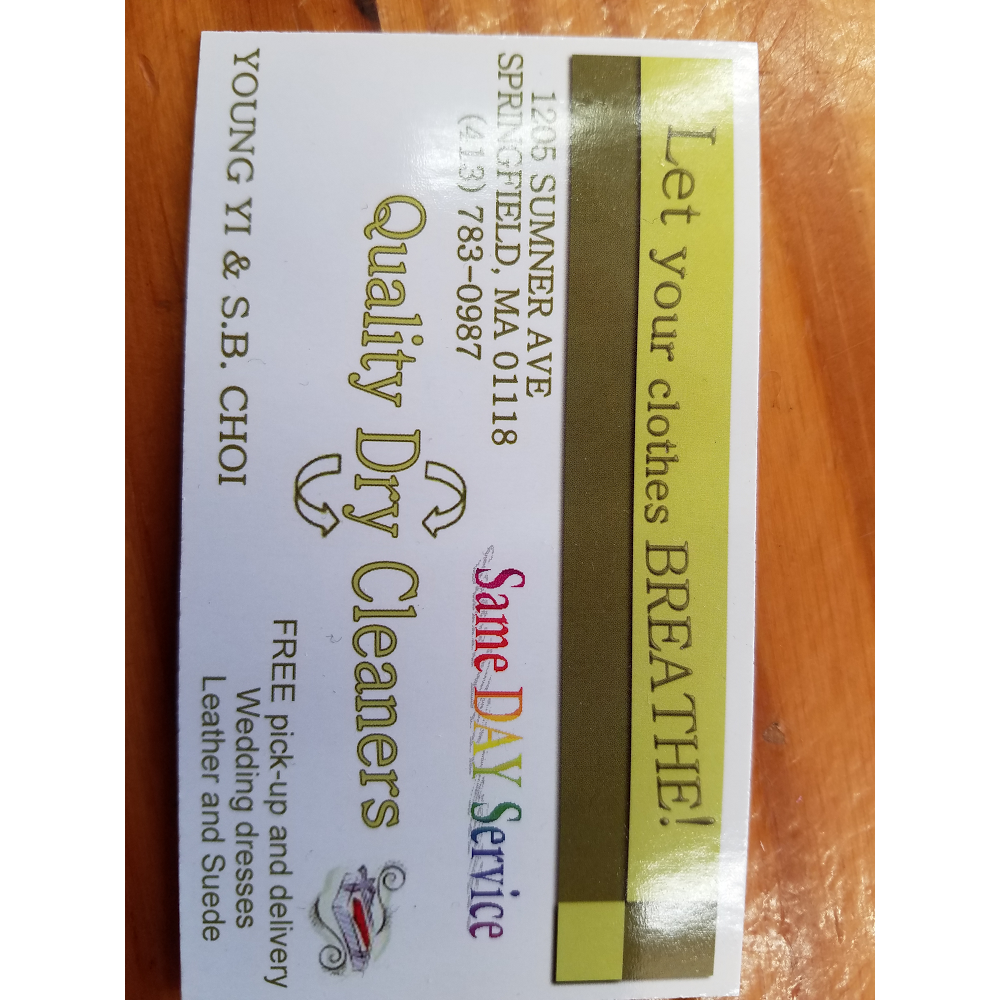 Let your clothes BREATHE!
1205 SUMNER AVE
SPRINGFIELD, MA 01118
(413) 783-0987
Same DAY Service
Quality Dry Cleaners
YOUNG YI & S.B. CHOI
FREE pick-up and delivery
Wedding dresses
Leather and Suede